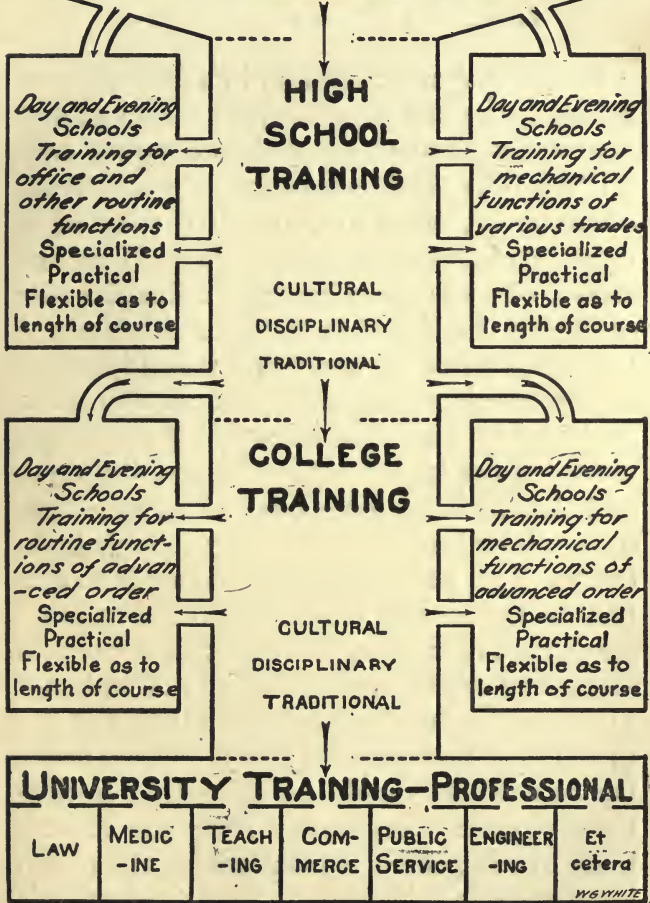 HIGH
SCHOOL
TRAINING
Day and Evening
Schools
Training for
office and
other routine
functions
Specialized
Practical
Flexible as to
length of course
Day and Evening
Schools
Training for
mechanical
functions of
various trades
Specialized
Practical
Flexible as to
length of course
CULTURAL
DISCIPLINARY
TRADITIONAL
COLLEGE
TRAINING
Day and Evening
Schools
Training for
routine funct-
ions of advan
-ced order
Specialized
Practical
Flexible as to
length of course
Day and Evening
Schools
Training for
mechanical
functions of
advanced order
Specialized
Practical
Flexible as to
length of course
CULTURAL
DISCIPLINARY
TRADITIONAL
UNIVERSITY TRAINING-PROFESSIONAL
LAW
MEDIC
-INE
TEACH
-ING
COM-
MERCE
PUBLIC
SERVICE
ENGINEER
-ING
Et
cetera
W G WHITE